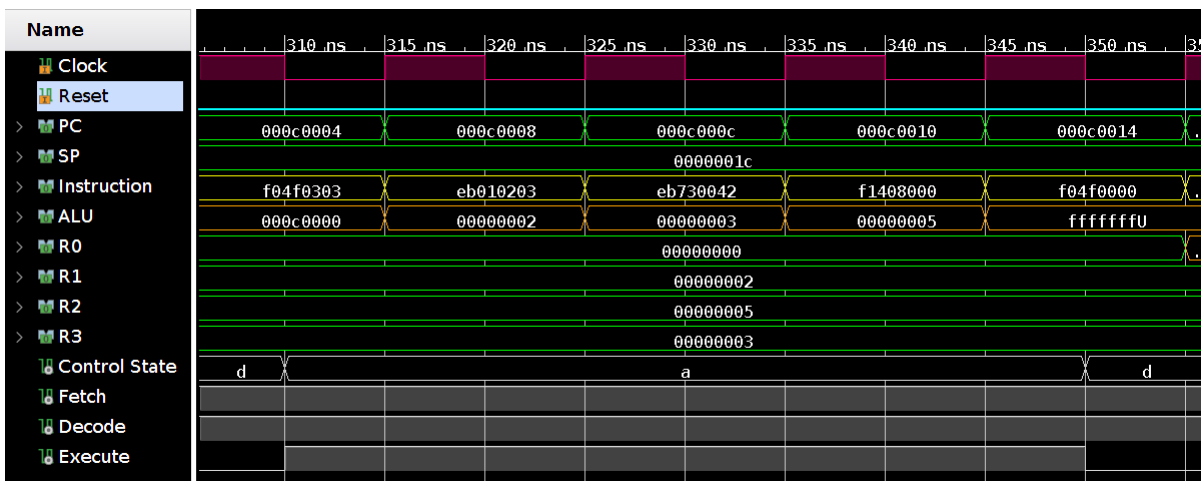 Name
310 ns 315 ns 320 ns 325 ns 330 ns 335 ns 340 ns 345 ns 350 ns
Clock
Reset
PC 000c0004 000c0008 000c000c 000c0010 000c0014
SP 0000001c
Instruction f04f0303 eb010203 eb730042 f1408000 f04f0000
ALU 000c0000 00000002 00000003 00000005 fffffffU
R0 00000000
R1 00000002
R2 00000005
R3 00000003
Control State d a d
Fetch
Decode
Execute